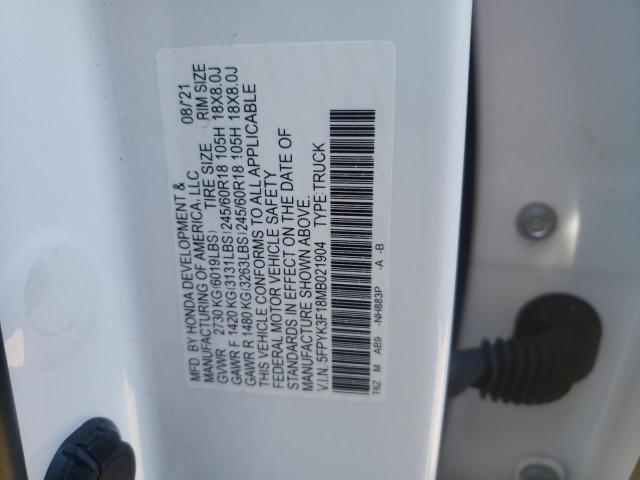 MFD. BY HONDA DEVELOPMENT & 08/'21
MANUFACTURING OF AMERICA, LLC
TIRE SIZE RIM SIZE
GVWR 2730 KG(6019LBS)
GAWR F 1420 KG(3131LBS) 245/60R18 105H 18X8.0J
GAWR R 1480 KG(3263LBS) 245/60R18 105H 18X8.0J
THIS VEHICLE CONFORMS TO ALL APPLICABLE
FEDERAL MOTOR VEHICLE SAFETY
STANDARDS IN EFFECT ON THE DATE OF
MANUFACTURE SHOWN ABOVE.
V.I.N. 5FPYK3F18MB021904 TYPE:TRUCK
T6Z M AB9 -NH883P -A -B